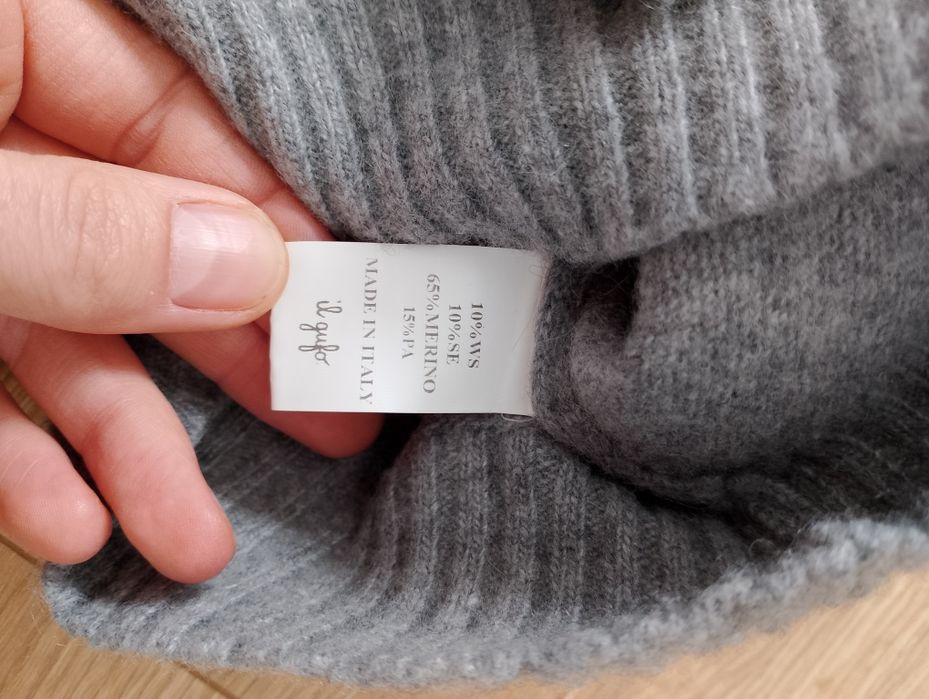 10%WS
10%SE
65%MERINO
15%PA
MADE IN ITALY
il gufo